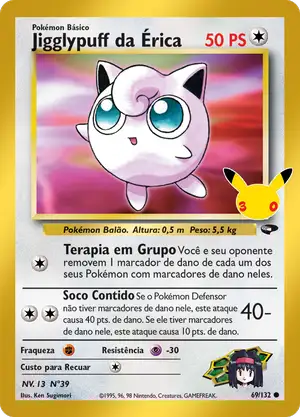 Pokémon Básico
Jigglypuff da Érica 50 PS
30
Pokémon Balão. Altura: 0,5 m Peso: 5,5 kg
Terapia em Grupo Você e seu oponente
removem 1 marcador de dano de cada um dos
seus Pokémon com marcadores de dano neles.
Soco Contido Se o Pokémon Defensor
não tiver marcadores de dano nele, este ataque
causa 40 pts. de dano. Se ele tiver marcadores
de dano nele, este ataque causa 10 pts. de dano.
40-
Fraqueza Resistência -30
Custo para Recuar
NV. 13 Nº39
Ilus. Ken Sugimori
©1995, 96, 98 Nintendo, Creatures, GAMEFREAK.
69/132